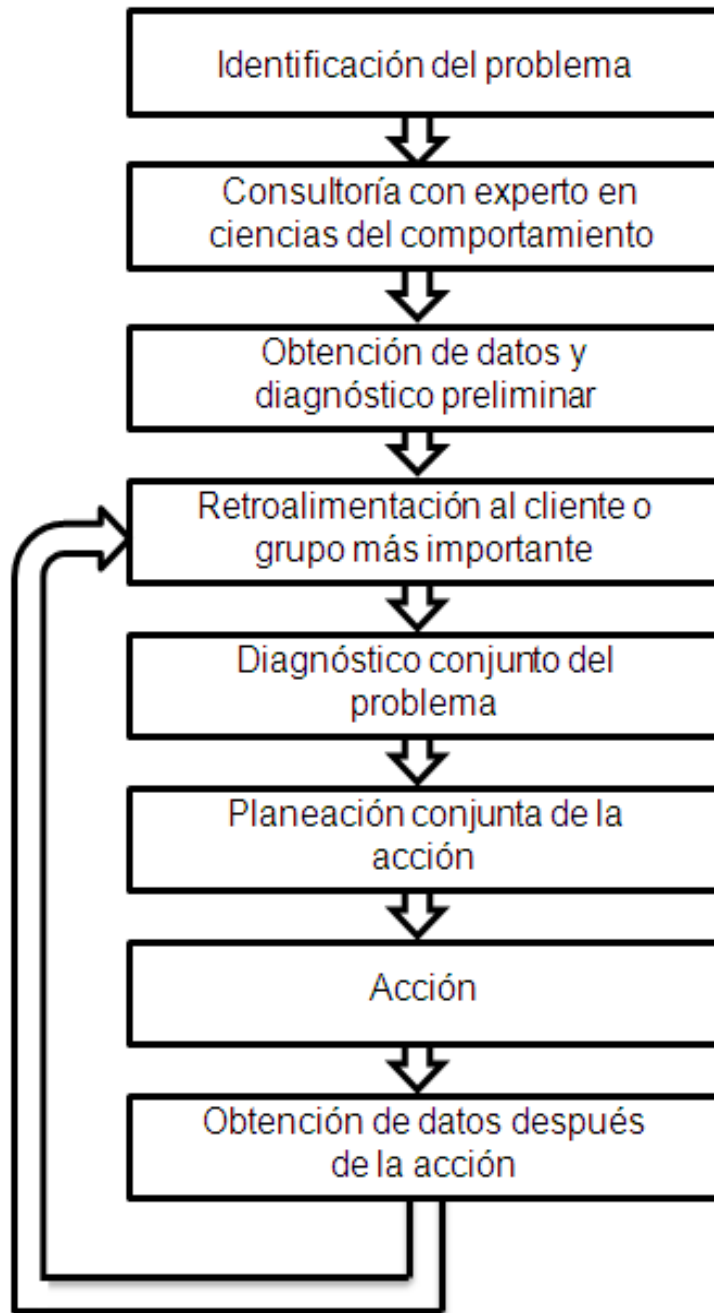 Identificación del problema
Consultoría con experto en
ciencias del comportamiento
Obtención de datos y
diagnóstico preliminar
Retroalimentación al cliente o
grupo más importante
Diagnóstico conjunto del
problema
Planeación conjunta de la
acción
Acción
Obtención de datos después
de la acción